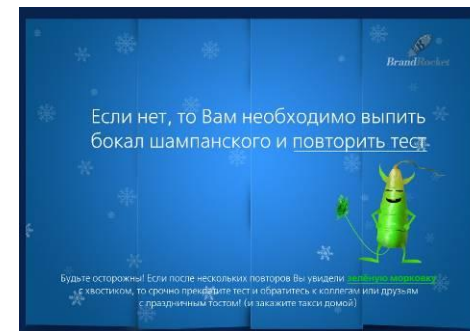 BrandRocket
Если нет, то Вам необходимо выпить
бокал шампанского и повторить тест
Будьте осторожны! Если после нескольких повторов Вы увидели зелёную морковку
с хвостиком, то срочно прекратите тест и обратитесь к коллегам или друзьям
с праздничным тостом! (и закажите такси домой)